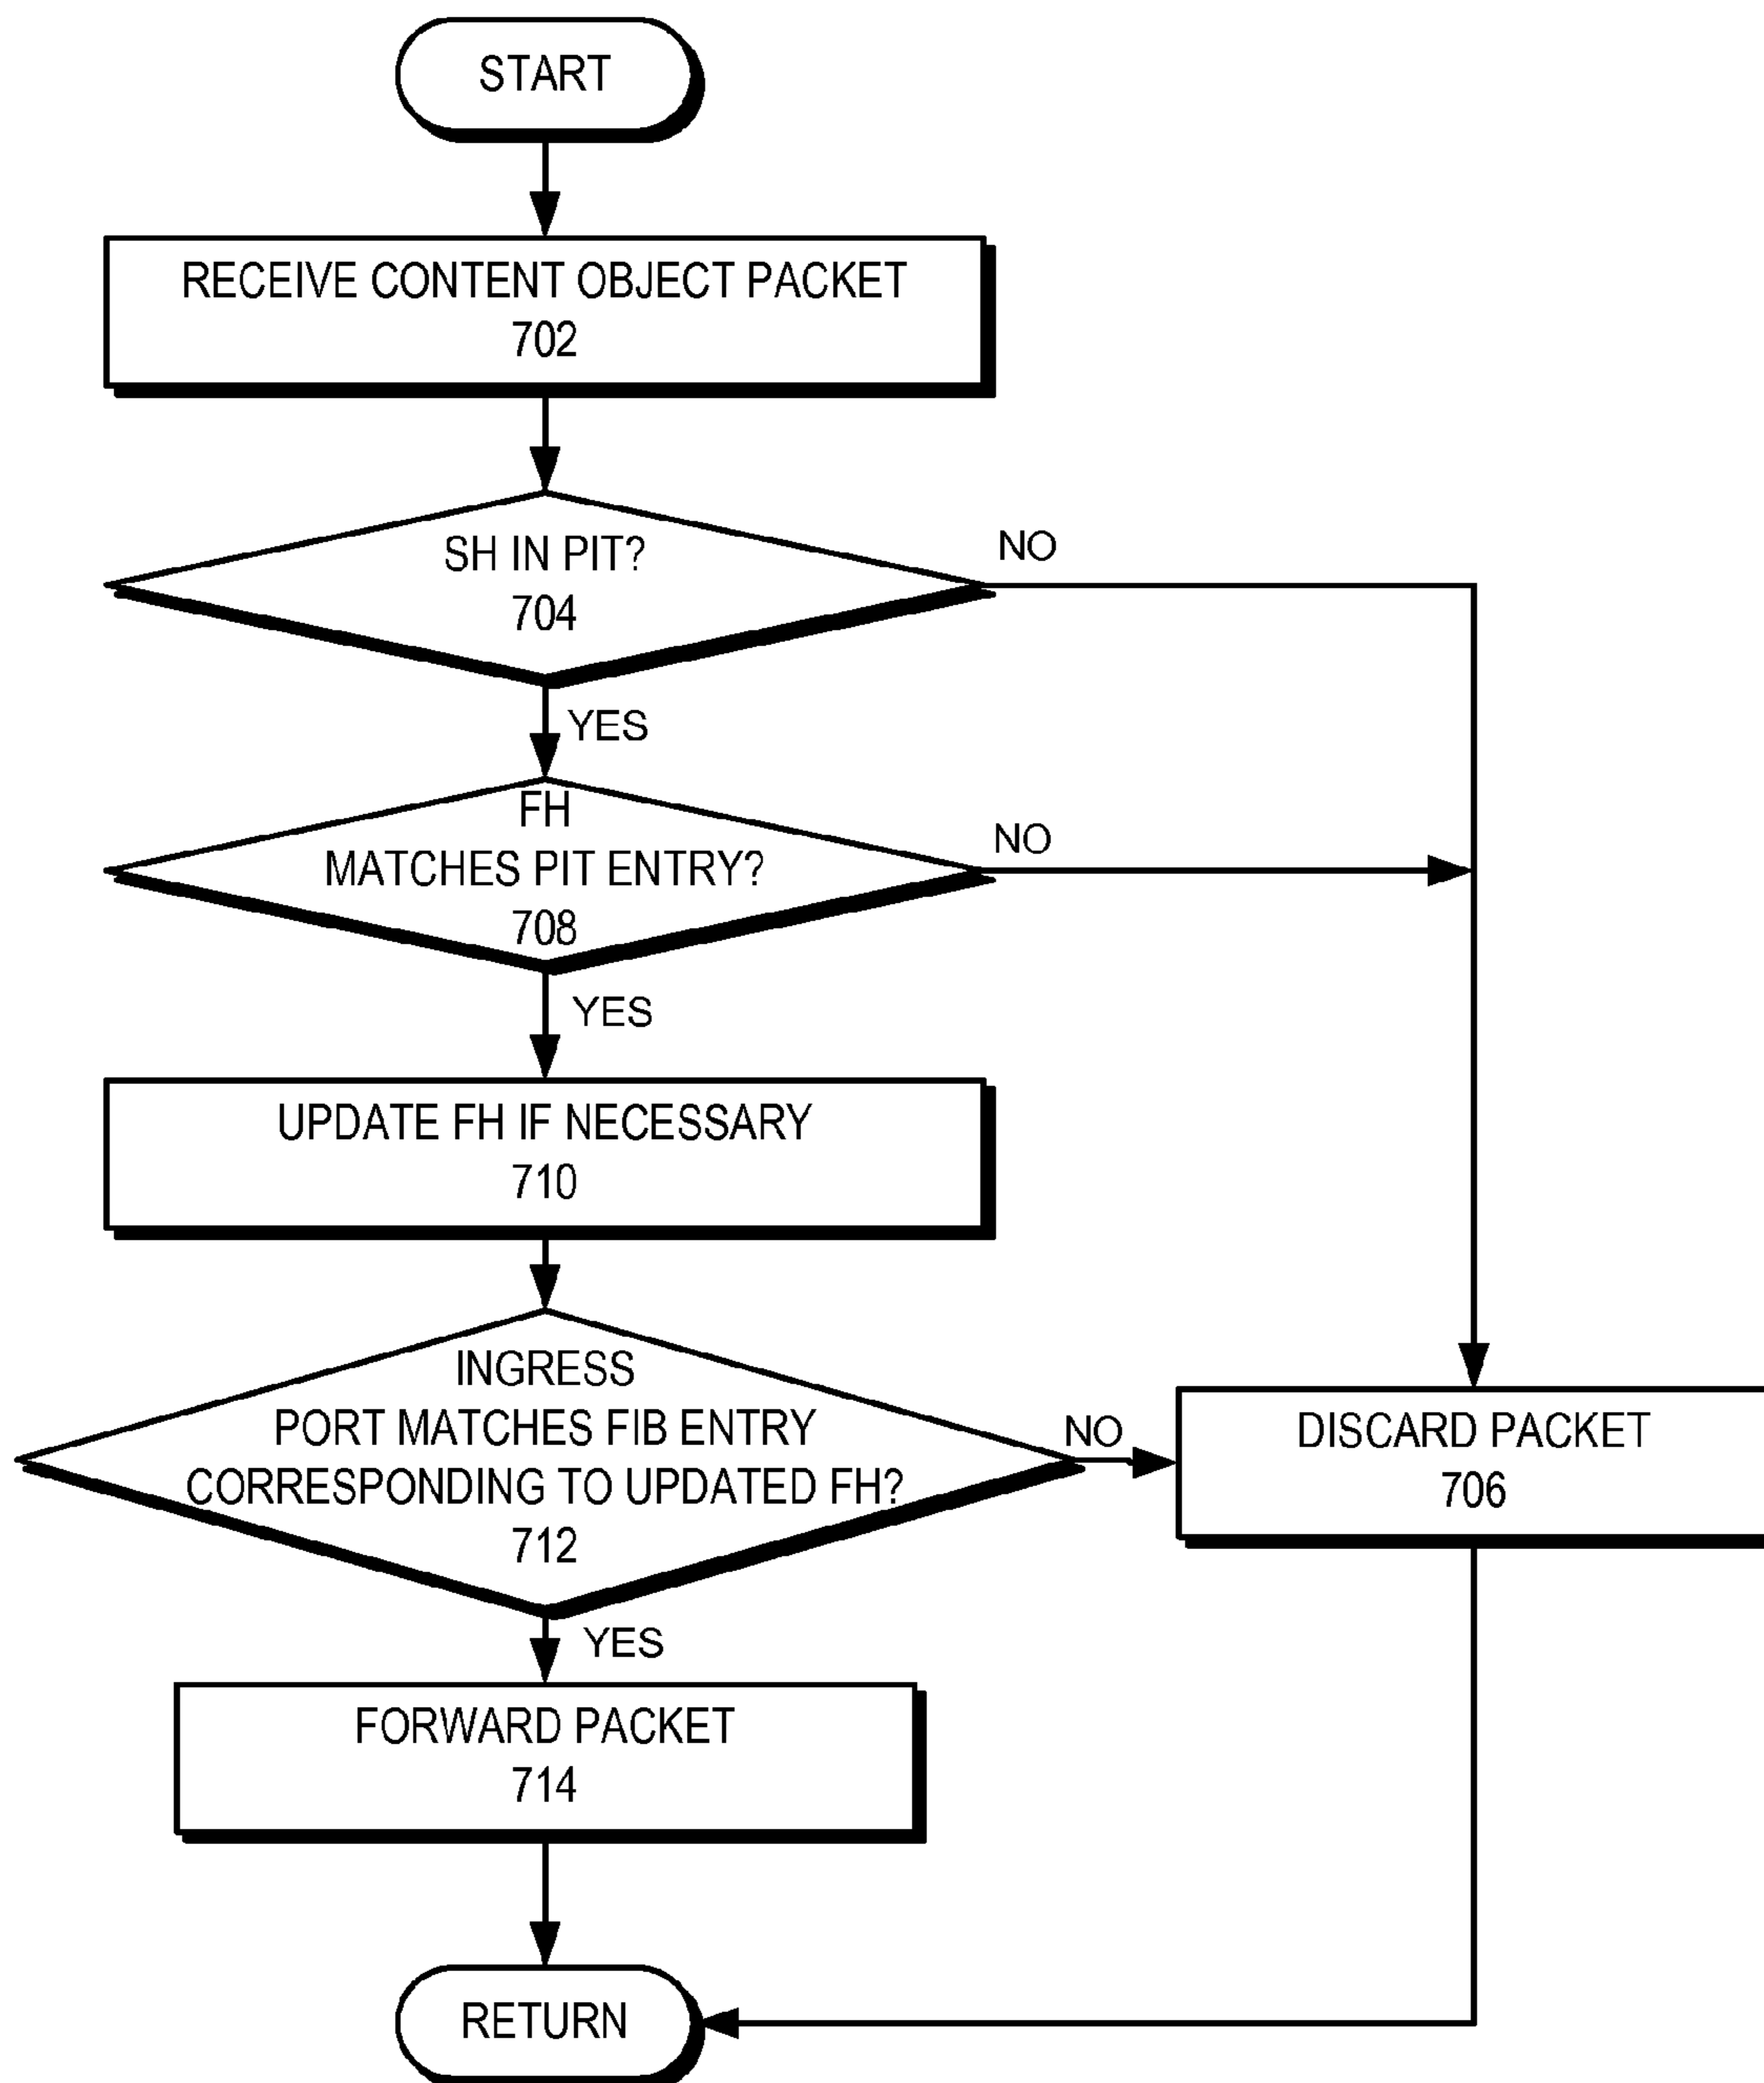 START
RECEIVE CONTENT OBJECT PACKET
702
SH IN PIT?
704
NO
YES
FH
MATCHES PIT ENTRY?
708
NO
YES
UPDATE FH IF NECESSARY
710
INGRESS
PORT MATCHES FIB ENTRY
CORRESPONDING TO UPDATED FH?
712
NO
DISCARD PACKET
706
YES
FORWARD PACKET
714
RETURN